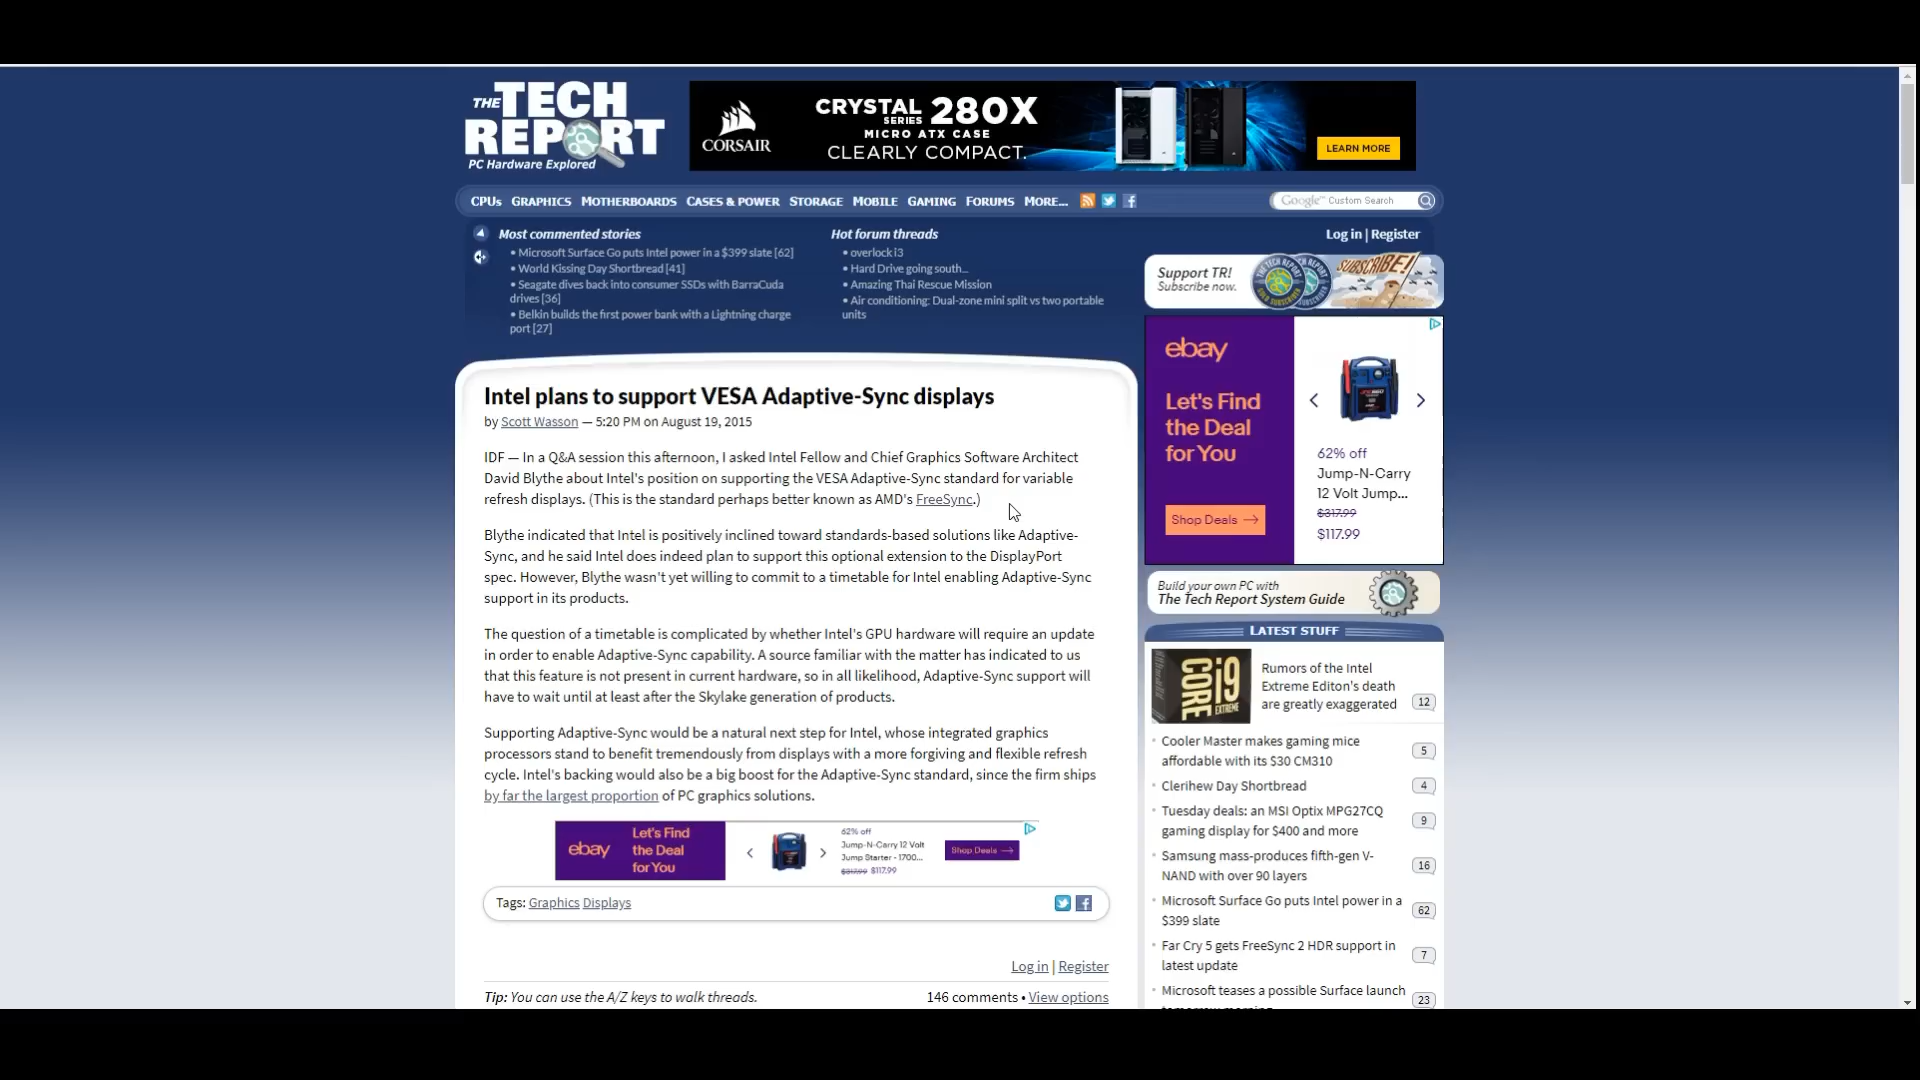 THE TECH
REPORT
PC Hardware Explored
CORSAIR
CRYSTAL SERIES 280X
MICRO ATX CASE
CLEARLY COMPACT.
LEARN MORE
CPUs GRAPHICS MOTHERBOARDS CASES & POWER STORAGE MOBILE GAMING FORUMS MORE...
Google™ Custom Search
Most commented stories
• Microsoft Surface Go puts Intel power in a $399 slate [62]
• World Kissing Day Shortbread [41]
• Seagate dives back into consumer SSDs with BarraCuda
drives [36]
• Belkin builds the first power bank with a Lightning charge
port [27]
Hot forum threads
• overlock i3
• Hard Drive going south...
• Amazing Thai Rescue Mission
• Air conditioning: Dual-zone mini split vs two portable
units
Log in | Register
Support TR!
Subscribe now.
SUBSCRIBE!
Intel plans to support VESA Adaptive-Sync displays
by Scott Wasson — 5:20 PM on August 19, 2015
IDF — In a Q&A session this afternoon, I asked Intel Fellow and Chief Graphics Software Architect
David Blythe about Intel's position on supporting the VESA Adaptive-Sync standard for variable
refresh displays. (This is the standard perhaps better known as AMD's FreeSync.)
Blythe indicated that Intel is positively inclined toward standards-based solutions like Adaptive-
Sync, and he said Intel does indeed plan to support this optional extension to the DisplayPort
spec. However, Blythe wasn't yet willing to commit to a timetable for Intel enabling Adaptive-Sync
support in its products.
The question of a timetable is complicated by whether Intel's GPU hardware will require an update
in order to enable Adaptive-Sync capability. A source familiar with the matter has indicated to us
that this feature is not present in current hardware, so in all likelihood, Adaptive-Sync support will
have to wait until at least after the Skylake generation of products.
Supporting Adaptive-Sync would be a natural next step for Intel, whose integrated graphics
processors stand to benefit tremendously from displays with a more forgiving and flexible refresh
cycle. Intel's backing would also be a big boost for the Adaptive-Sync standard, since the firm ships
by far the largest proportion of PC graphics solutions.
ebay
Let's Find
the Deal
for You
62% off
Jump-N-Carry 12 Volt
Jump Starter - 1700...
$317.99 $117.99
Shop Deals →
Tags: Graphics Displays
Log in | Register
Tip: You can use the A/Z keys to walk threads.
146 comments • View options
ebay
Let's Find
the Deal
for You
Shop Deals →
62% off
Jump-N-Carry
12 Volt Jump...
$317.99
$117.99
Build your own PC with
The Tech Report System Guide
LATEST STUFF
CORE i9
EXTREME
Rumors of the Intel
Extreme Editon's death
are greatly exaggerated
12
Cooler Master makes gaming mice
affordable with its $30 CM310
5
Clerihew Day Shortbread
4
Tuesday deals: an MSI Optix MPG27CQ
gaming display for $400 and more
9
Samsung mass-produces fifth-gen V-
NAND with over 90 layers
16
Microsoft Surface Go puts Intel power in a
$399 slate
62
Far Cry 5 gets FreeSync 2 HDR support in
latest update
7
Microsoft teases a possible Surface launch
23